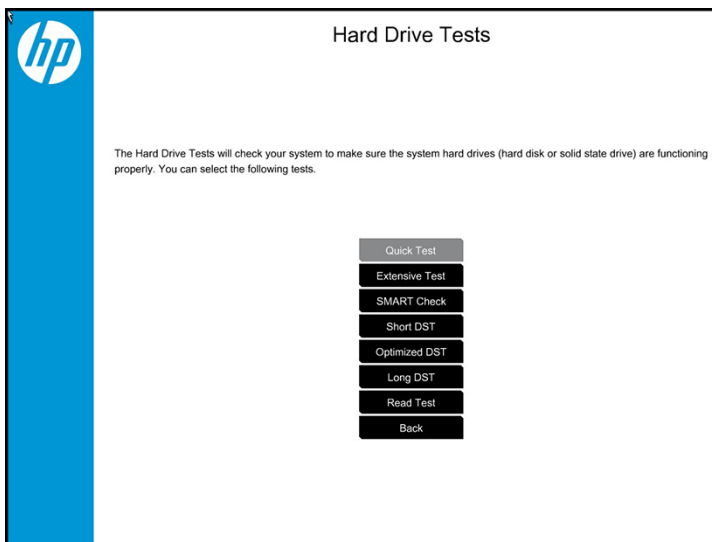 hp
Hard Drive Tests
The Hard Drive Tests will check your system to make sure the system hard drives (hard disk or solid state drive) are functioning
properly. You can select the following tests.
Quick Test
Extensive Test
SMART Check
Short DST
Optimized DST
Long DST
Read Test
Back